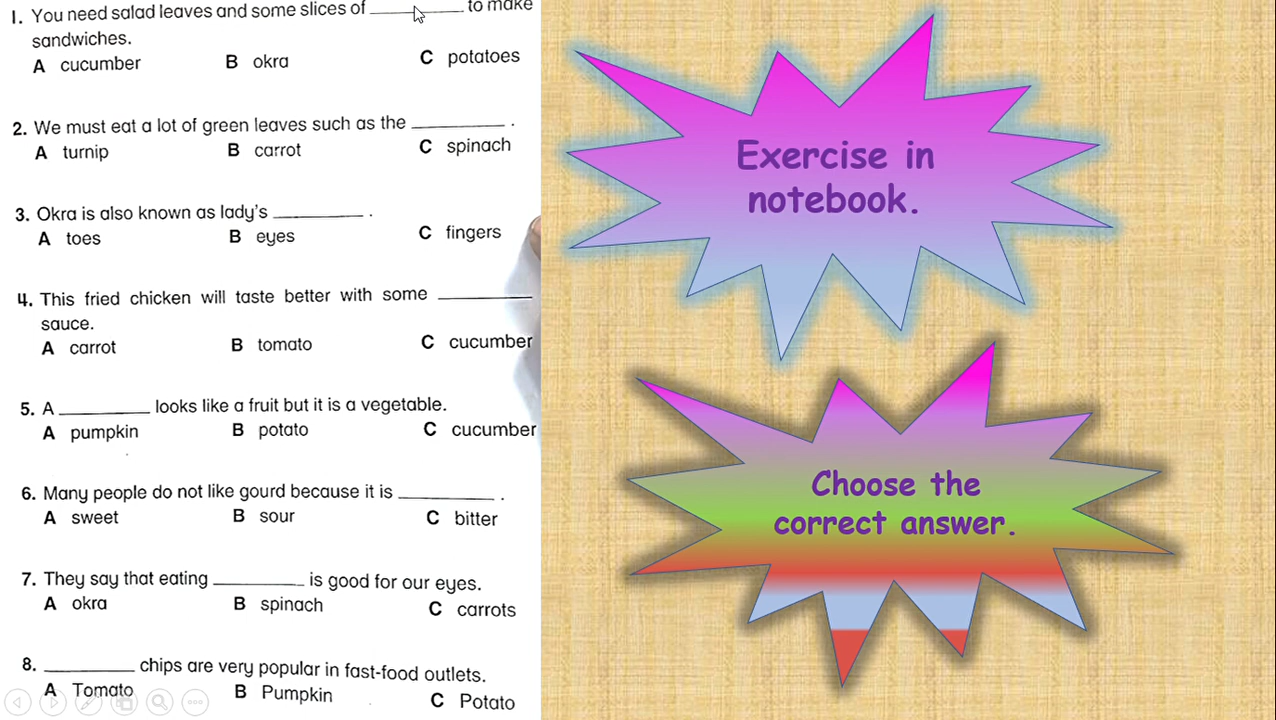 1. You need salad leaves and some slices of __________ to make
sandwiches.
A cucumber B okra C potatoes
2. We must eat a lot of green leaves such as the __________ .
A turnip B carrot C spinach
3. Okra is also known as lady's __________ .
A toes B eyes C fingers
4. This fried chicken will taste better with some __________
sauce.
A carrot B tomato C cucumber
5. A __________ looks like a fruit but it is a vegetable.
A pumpkin B potato C cucumber
6. Many people do not like gourd because it is __________ .
A sweet B sour C bitter
7. They say that eating __________ is good for our eyes.
A okra B spinach C carrots
8. __________ chips are very popular in fast-food outlets.
A Tomato B Pumpkin C Potato
Exercise in
notebook.
Choose the
correct answer.